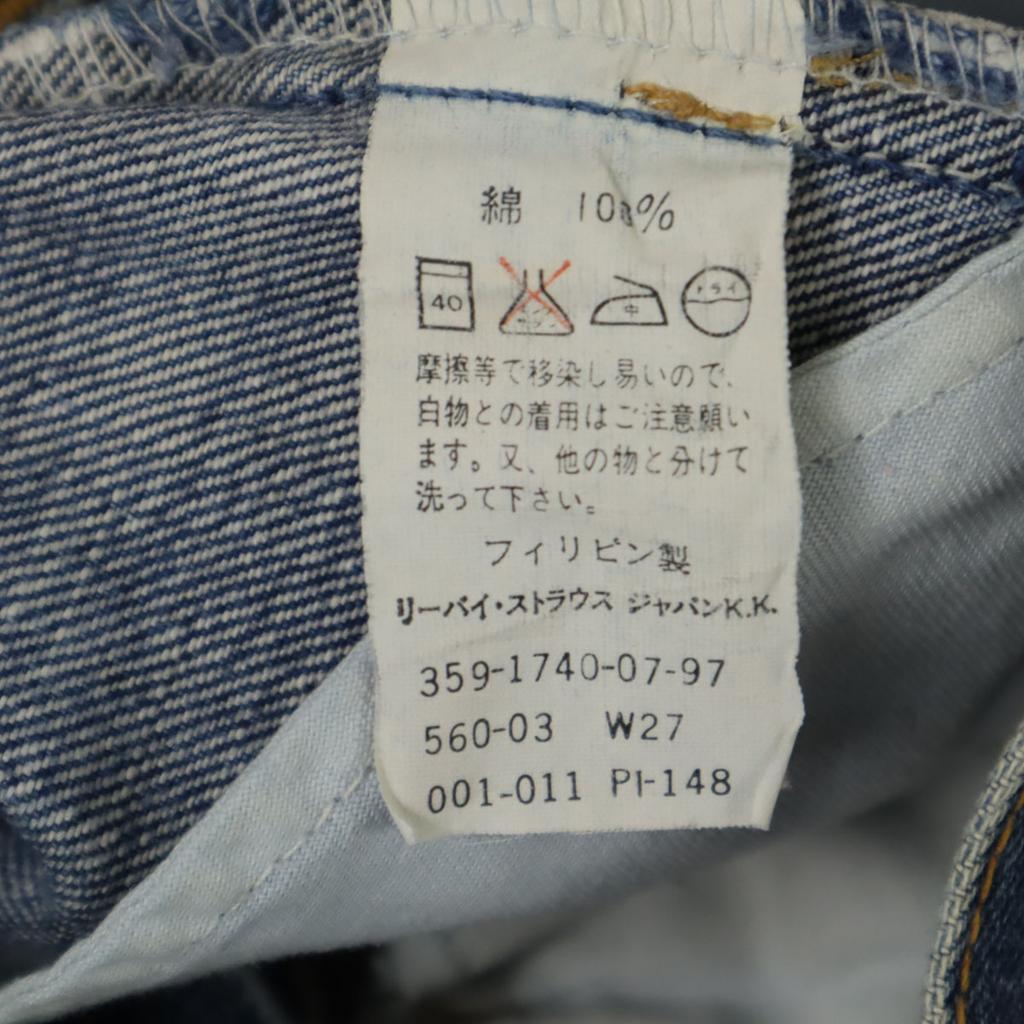 綿 100%
40 中 ドライ
摩擦等で移染し易いので、
白物との着用はご注意願い
ます。又、他の物と分けて
洗って下さい。
フィリピン製
リーバイ・ストラウス ジャパンK.K.
359-1740-07-97
560-03 W27
001-011 PI-148